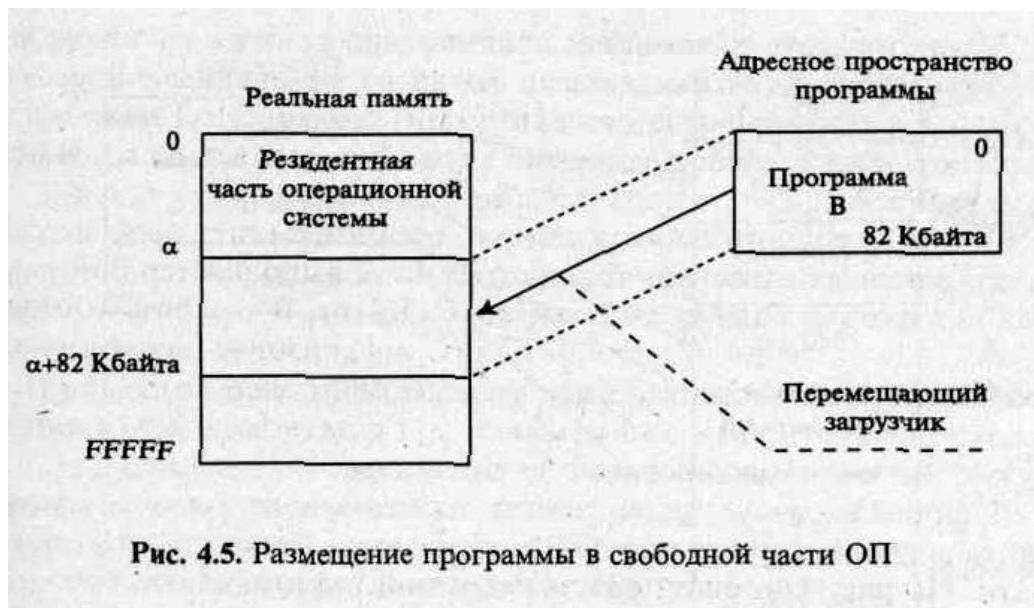 Адресное пространство
программы
Реальная память
0
Резидентная
часть операционной
системы
α
α+82 Кбайта
FFFFF
0
Программа
В
82 Кбайта
Перемещающий
загрузчик
Рис. 4.5. Размещение программы в свободной части ОП